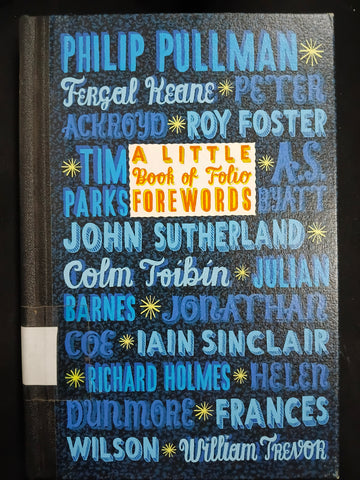 PHILIP PULLMAN
Fergal Keane PETER
ACKROYD ROY FOSTER
TIM A LITTLE A.S.
Book of Folio
PARKS FOREWORDS BYATT
JOHN SUTHERLAND
Colm Toíbín JULIAN
BARNES JONATHAN
COE IAIN SINCLAIR
RICHARD HOLMES HELEN
DUNMORE FRANCES
WILSON William Trevor